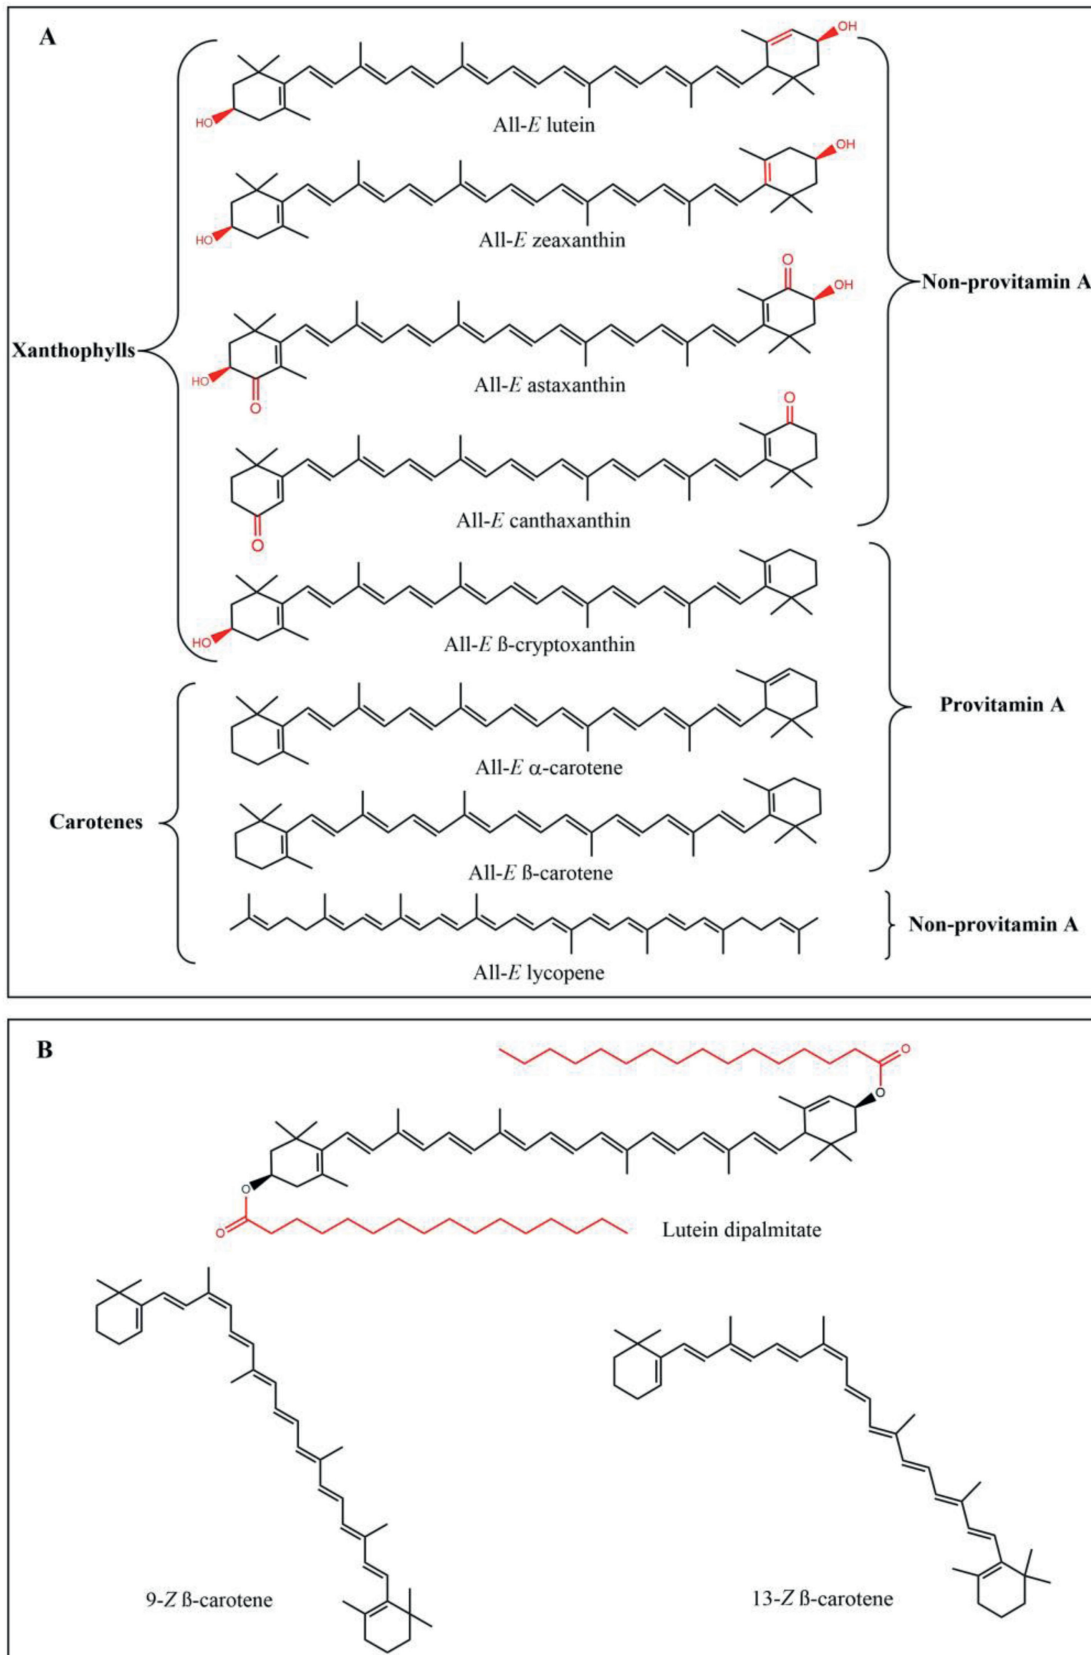 A
OH
HO
All-E lutein
OH
HO
All-E zeaxanthin
Non-provitamin A
O
OH
Xanthophylls
HO
O
All-E astaxanthin
O
O
All-E canthaxanthin
HO
All-E ß-cryptoxanthin
Provitamin A
All-E α-carotene
Carotenes
All-E ß-carotene
Non-provitamin A
All-E lycopene
B
O
O
O
O
Lutein dipalmitate
9-Z ß-carotene
13-Z ß-carotene